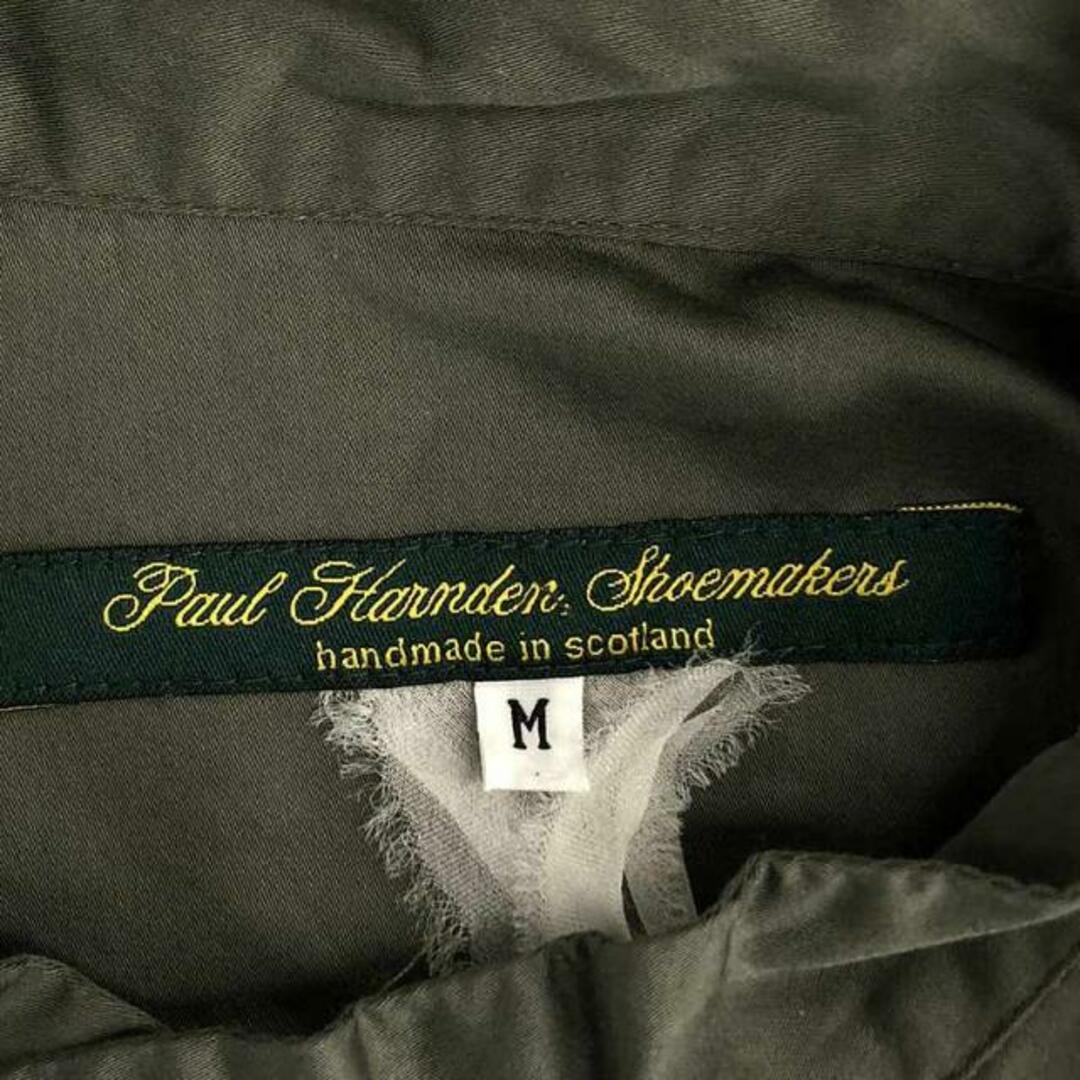 Paul Harnden, Shoemakers
handmade in scotland
M